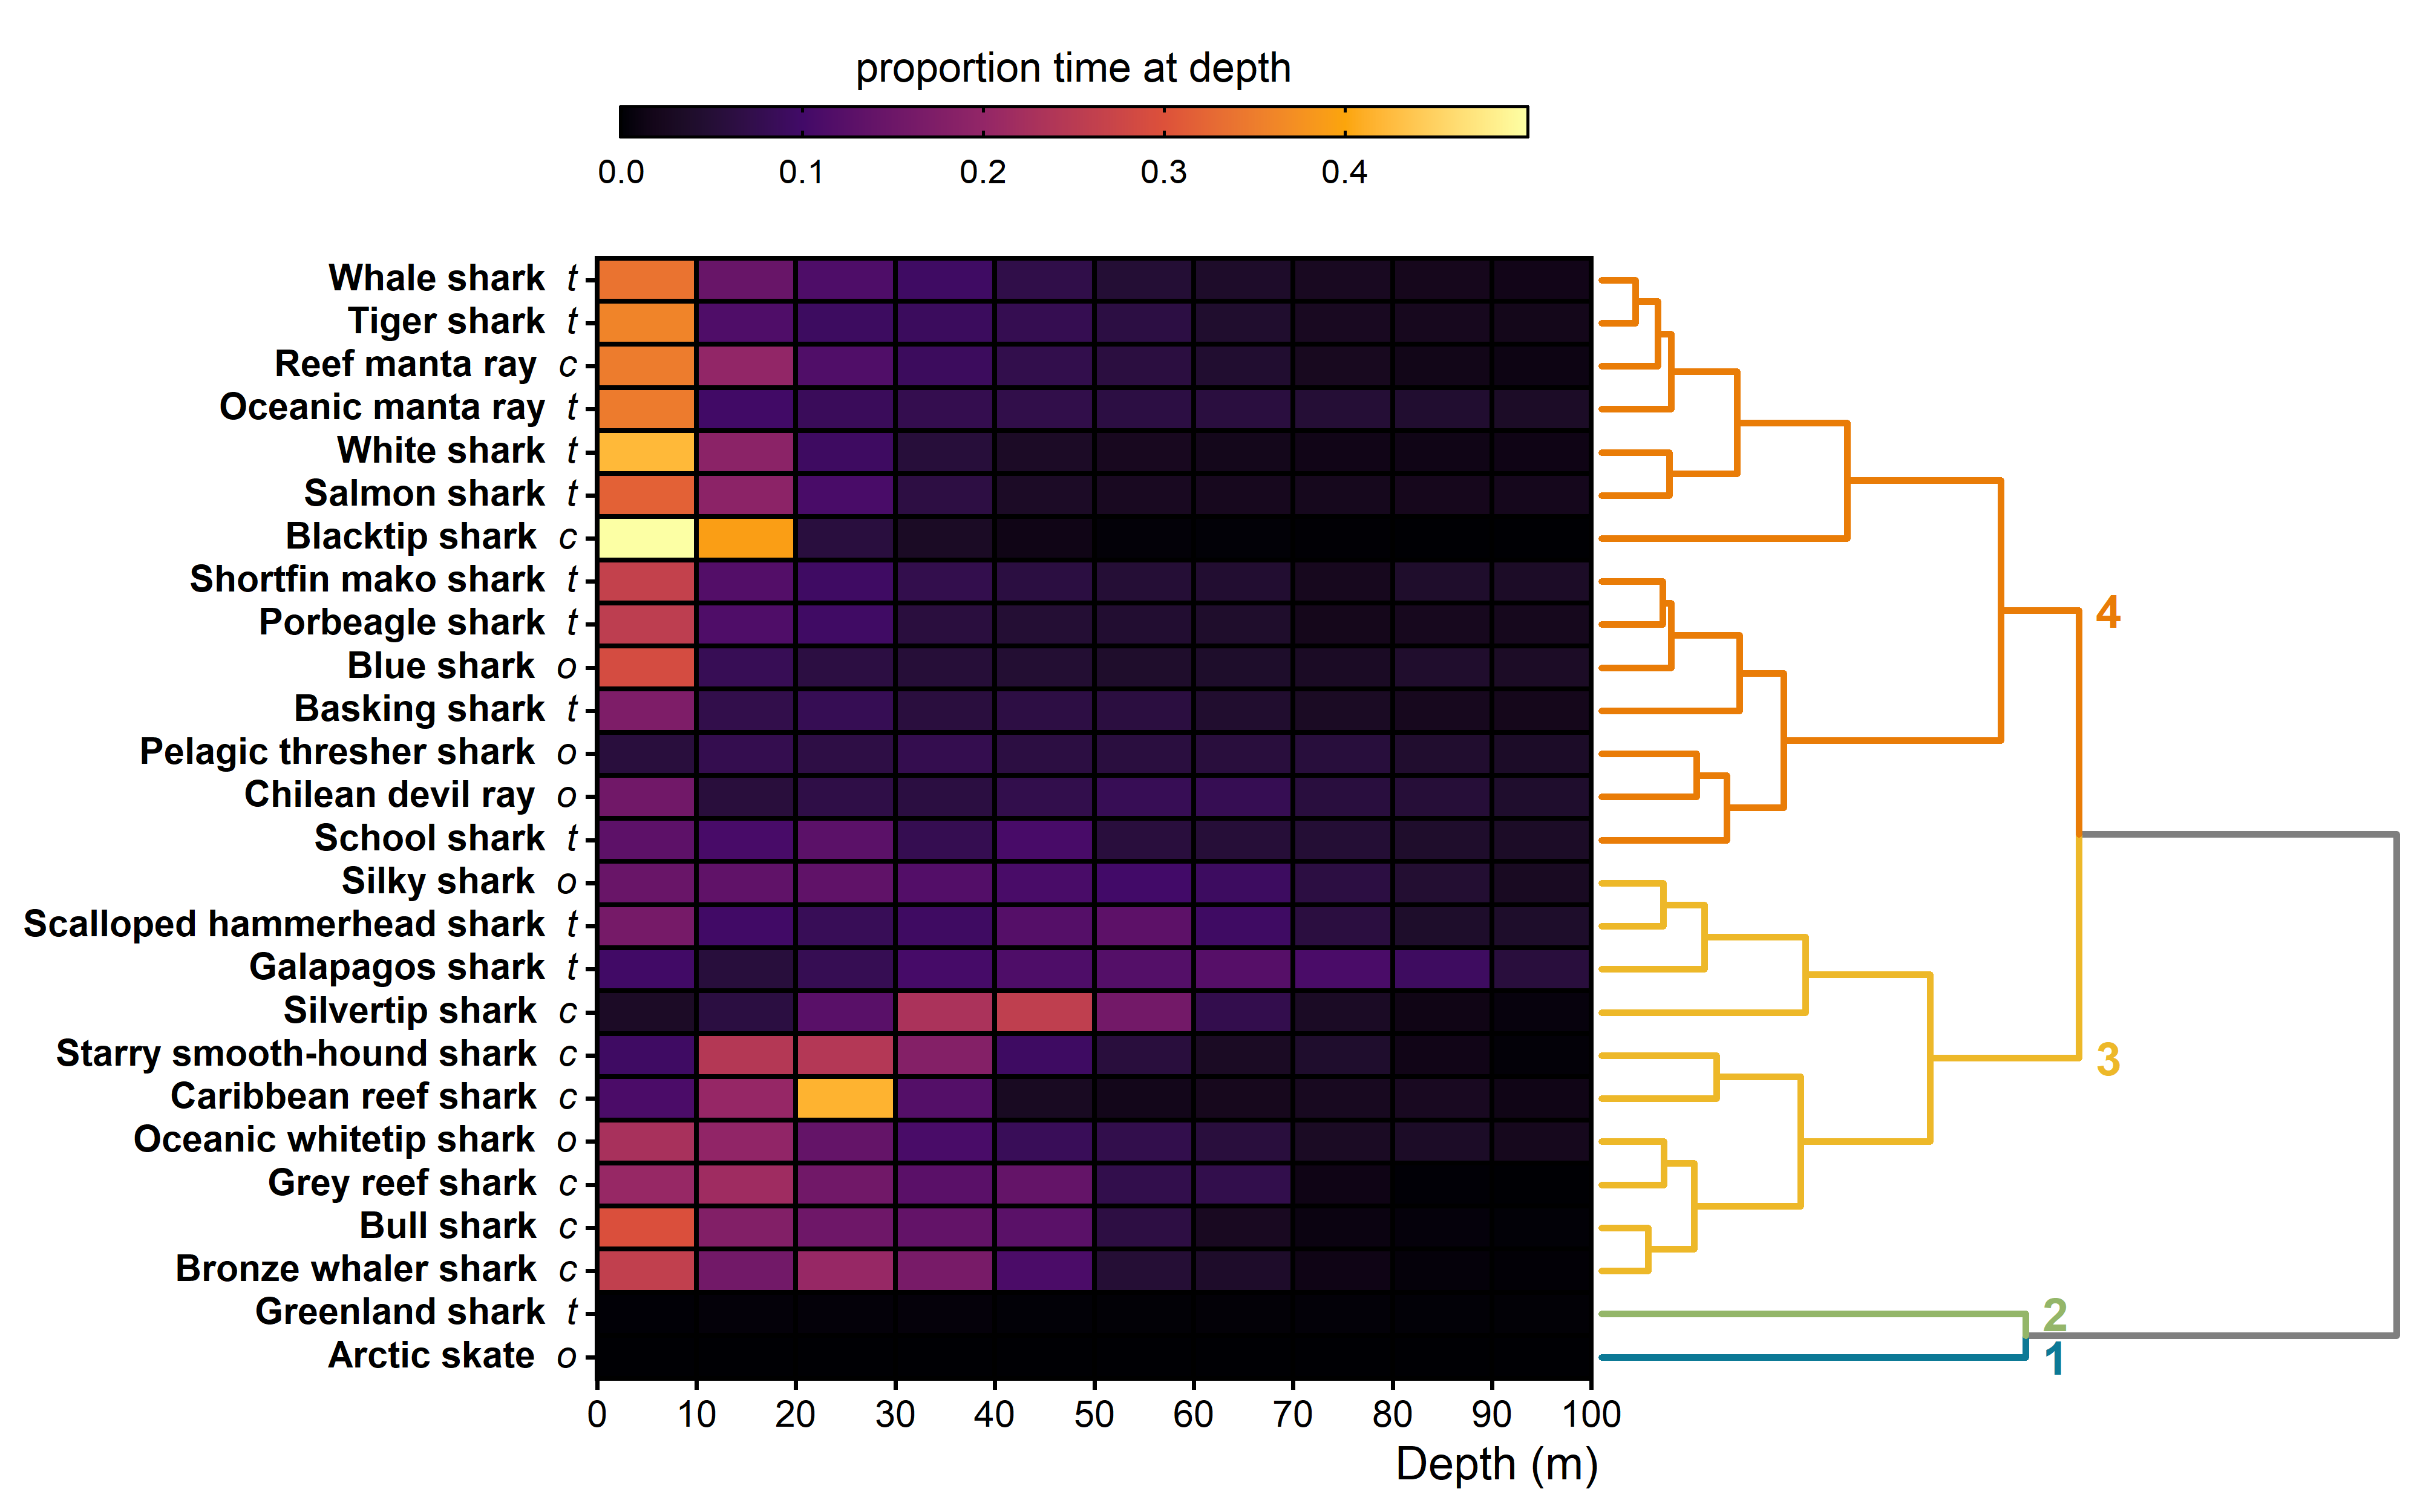 proportion time at depth
0.0 0.1 0.2 0.3 0.4
Whale shark t
Tiger shark t
Reef manta ray c
Oceanic manta ray t
White shark t
Salmon shark t
Blacktip shark c
Shortfin mako shark t
Porbeagle shark t
Blue shark o
Basking shark t
Pelagic thresher shark o
Chilean devil ray o
School shark t
Silky shark o
Scalloped hammerhead shark t
Galapagos shark t
Silvertip shark c
Starry smooth-hound shark c
Caribbean reef shark c
Oceanic whitetip shark o
Grey reef shark c
Bull shark c
Bronze whaler shark c
Greenland shark t
Arctic skate o
4
3
2
1
0 10 20 30 40 50 60 70 80 90 100
Depth (m)